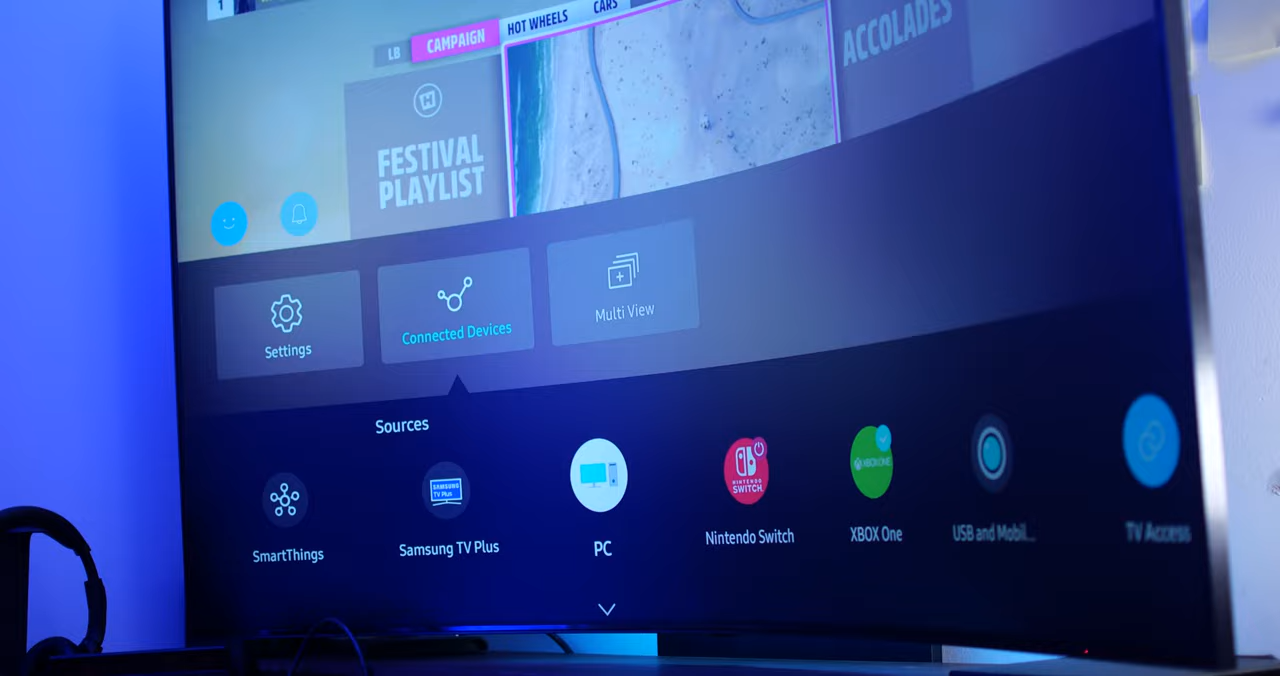 1
LB
CAMPAIGN
HOT WHEELS
CARS
FESTIVAL
PLAYLIST
ACCOLADES
Settings
Connected Devices
Multi View
Sources
SAMSUNG
TV Plus
NINTENDO
SWITCH
XBOX ONE
SmartThings
Samsung TV Plus
PC
Nintendo Switch
XBOX One
USB and Mobil...
TV Access